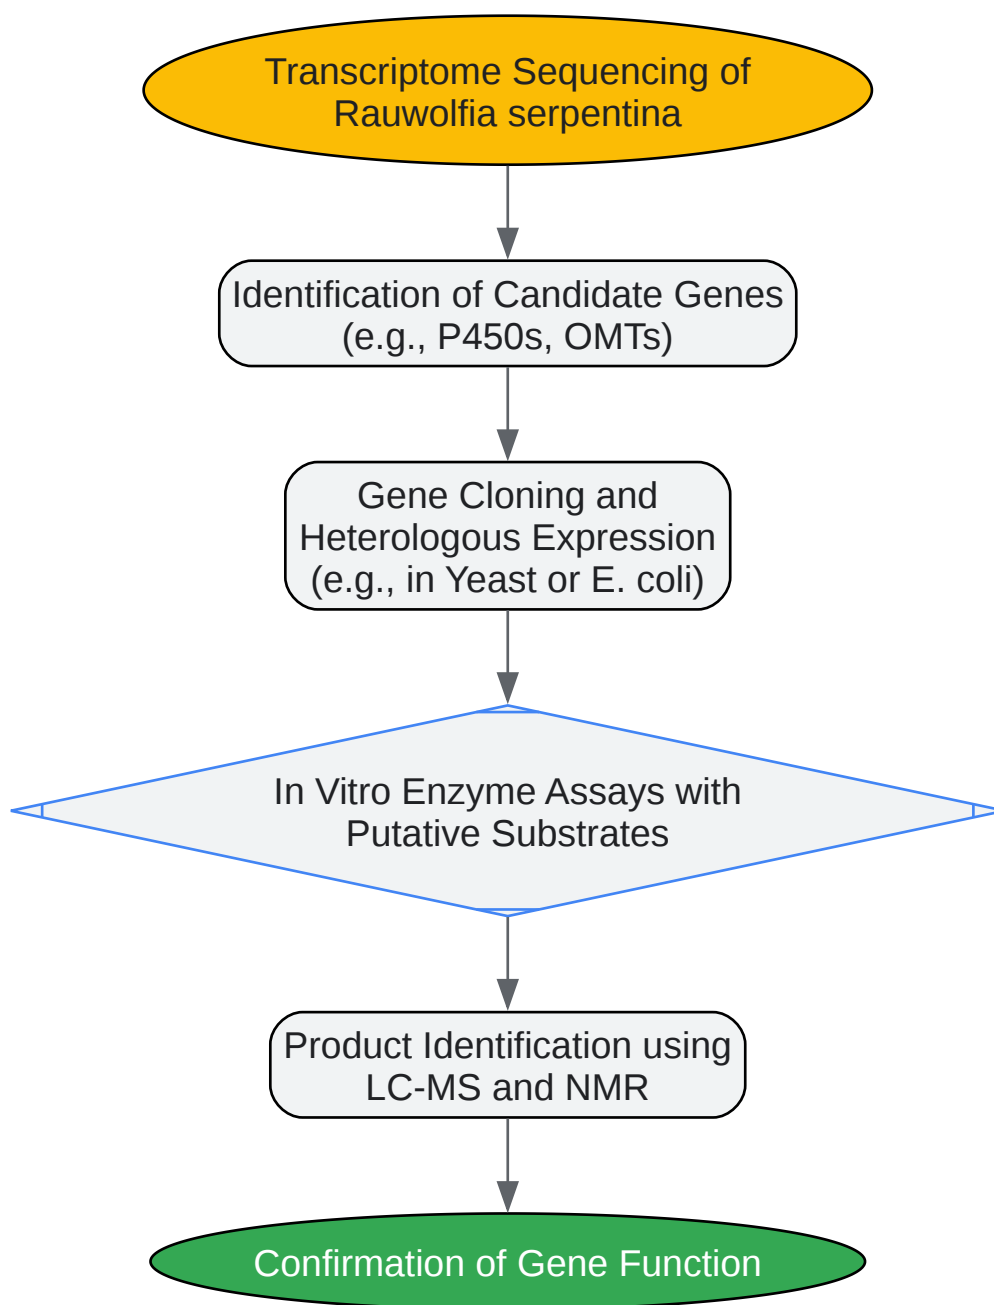 Transcriptome Sequencing of
Rauwolfia serpentina
Identification of Candidate Genes
(e.g., P450s, OMTs)
Gene Cloning and
Heterologous Expression
(e.g., in Yeast or E. coli)
In Vitro Enzyme Assays with
Putative Substrates
Product Identification using
LC-MS and NMR
Confirmation of Gene Function